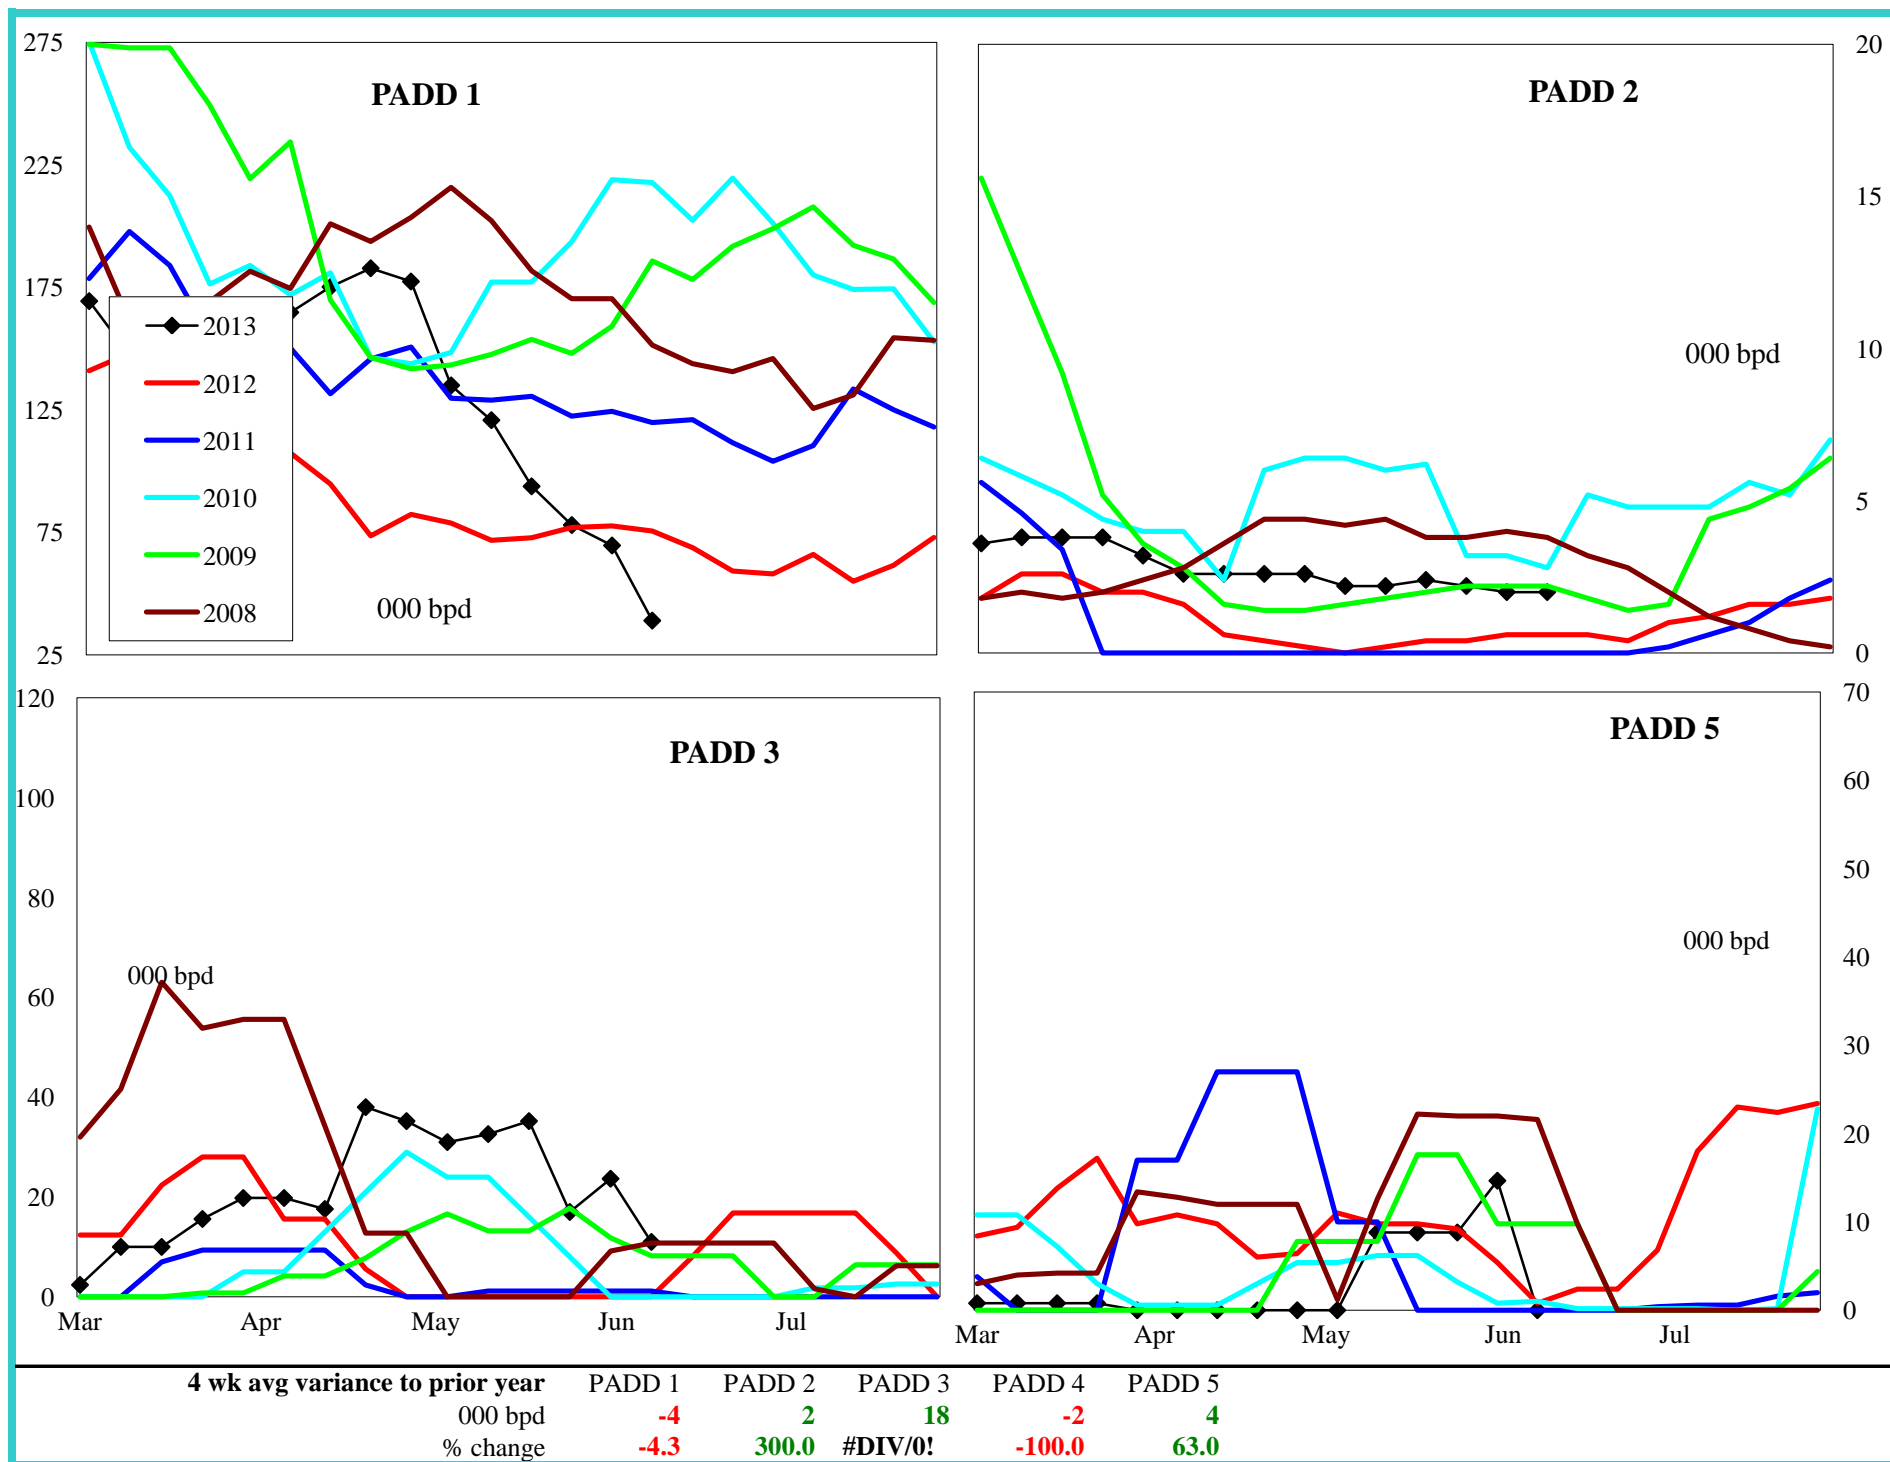 275
225
175
125
75
25
PADD 1
2013
2012
2011
2010
2009
2008
000 bpd
PADD 2
000 bpd
20
15
10
5
0
120
100
80
60
40
20
0
PADD 3
000 bpd
Mar Apr May Jun Jul
PADD 5
000 bpd
70
60
50
40
30
20
10
0
Mar Apr May Jun Jul
4 wk avg variance to prior year PADD 1 PADD 2 PADD 3 PADD 4 PADD 5
000 bpd -4 2 18 -2 4
% change -4.3 300.0 #DIV/0! -100.0 63.0